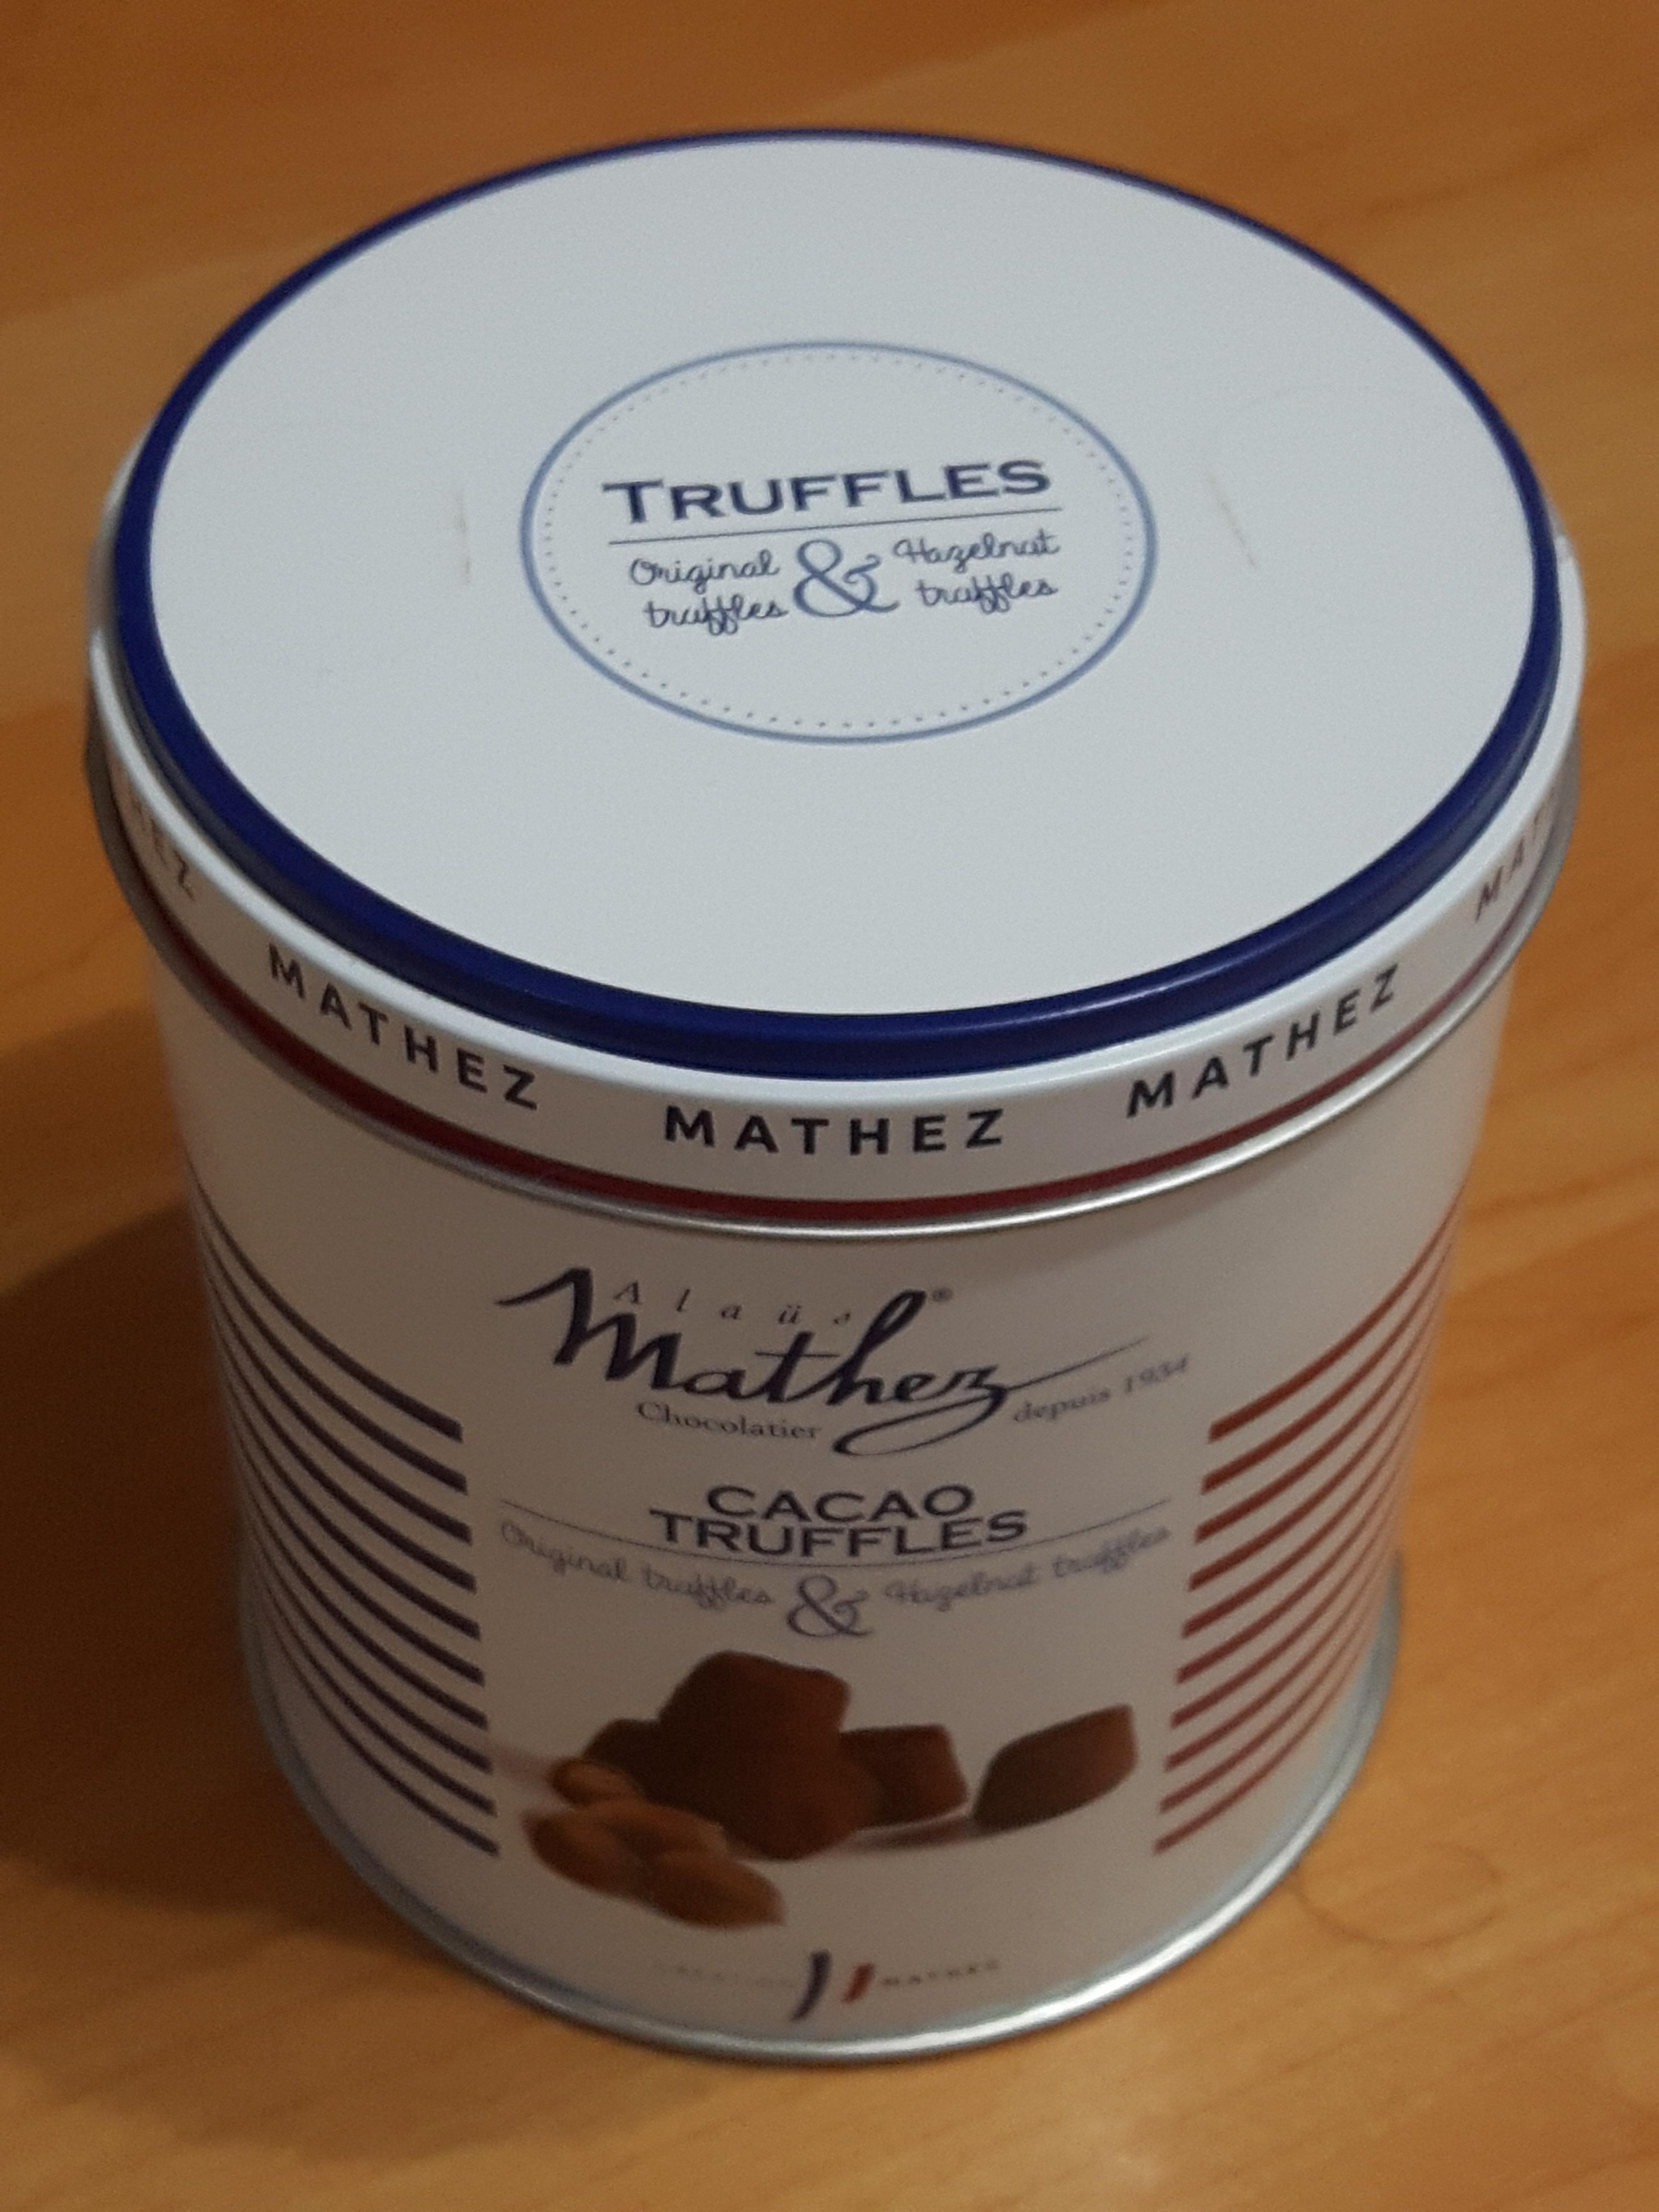 TRUFFLES
Original truffles & Hazelnut truffles
MATHEZ MATHEZ MATHEZ
Alaüs
Mathez®
Chocolatier depuis 1934
CACAO
TRUFFLES
Original truffles & Hazelnut truffles
MATHEZ